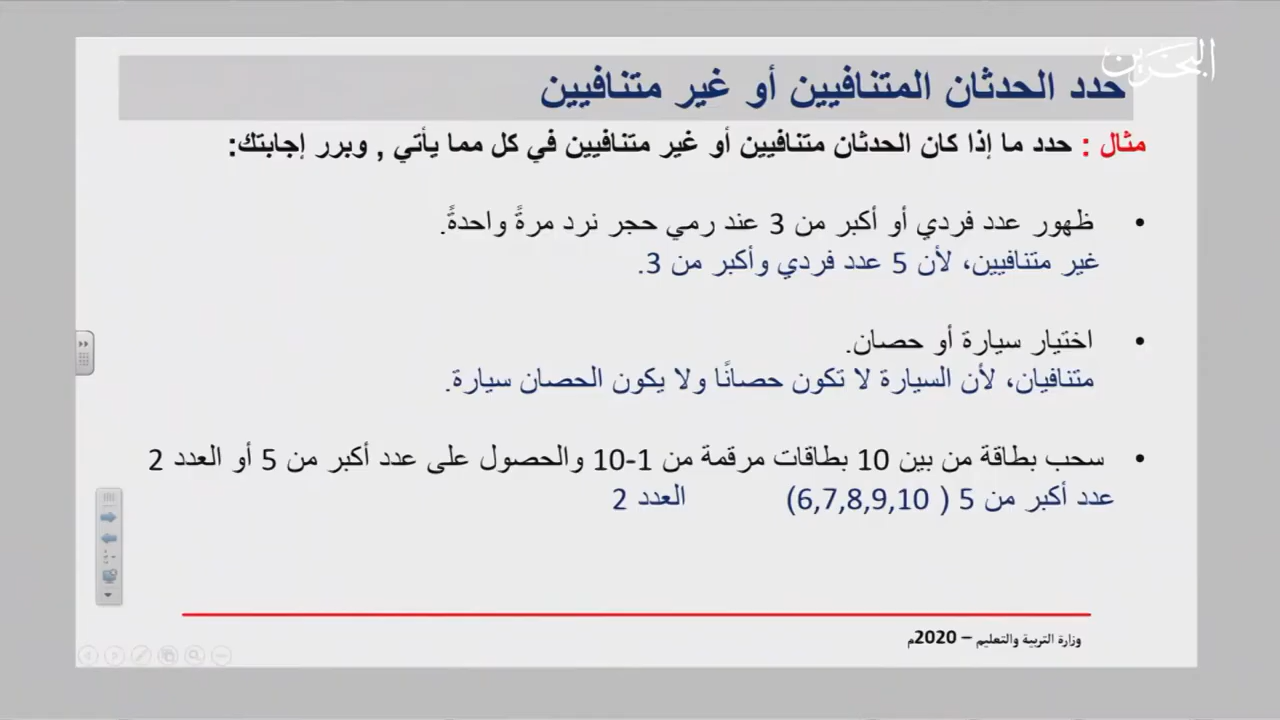 البحرين
حدد الحدثان المتنافيين أو غير متنافيين
مثال : حدد ما إذا كان الحدثان متنافيين أو غير متنافيين في كل مما يأتي , وبرر إجابتك:
• ظهور عدد فردي أو أكبر من 3 عند رمي حجر نرد مرةً واحدةً.
غير متنافيين، لأن 5 عدد فردي وأكبر من 3.
• اختيار سيارة أو حصان.
متنافيان، لأن السيارة لا تكون حصانًا ولا يكون الحصان سيارة.
• سحب بطاقة من بين 10 بطاقات مرقمة من 1-10 والحصول على عدد أكبر من 5 أو العدد 2
عدد أكبر من 5 ( 6,7,8,9,10) العدد 2
وزارة التربية والتعليم – 2020م